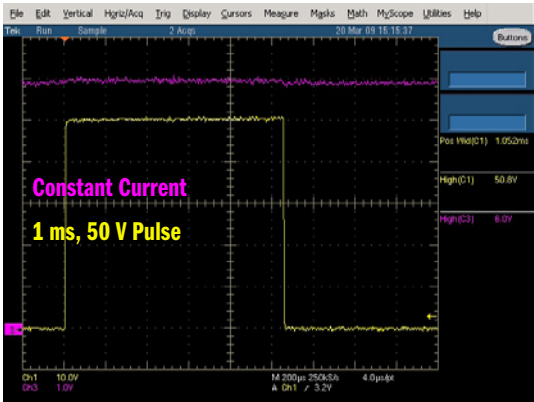 File Edit Vertical Horiz/Acq Trig Display Cursors Measure Masks Math MyScope Utilities Help
Tek Run Sample 2 Acqs 20 Mar 09 15:15:37
Buttons
Pos Wid(C1) 1.052ms
High(C1) 50.8V
Constant Current
High(C3) 6.0V
1 ms, 50 V Pulse
Ch1 10.0V M 200µs 250kS/s 4.0µs/pt
Ch3 1.0V A Ch1 / 3.2V